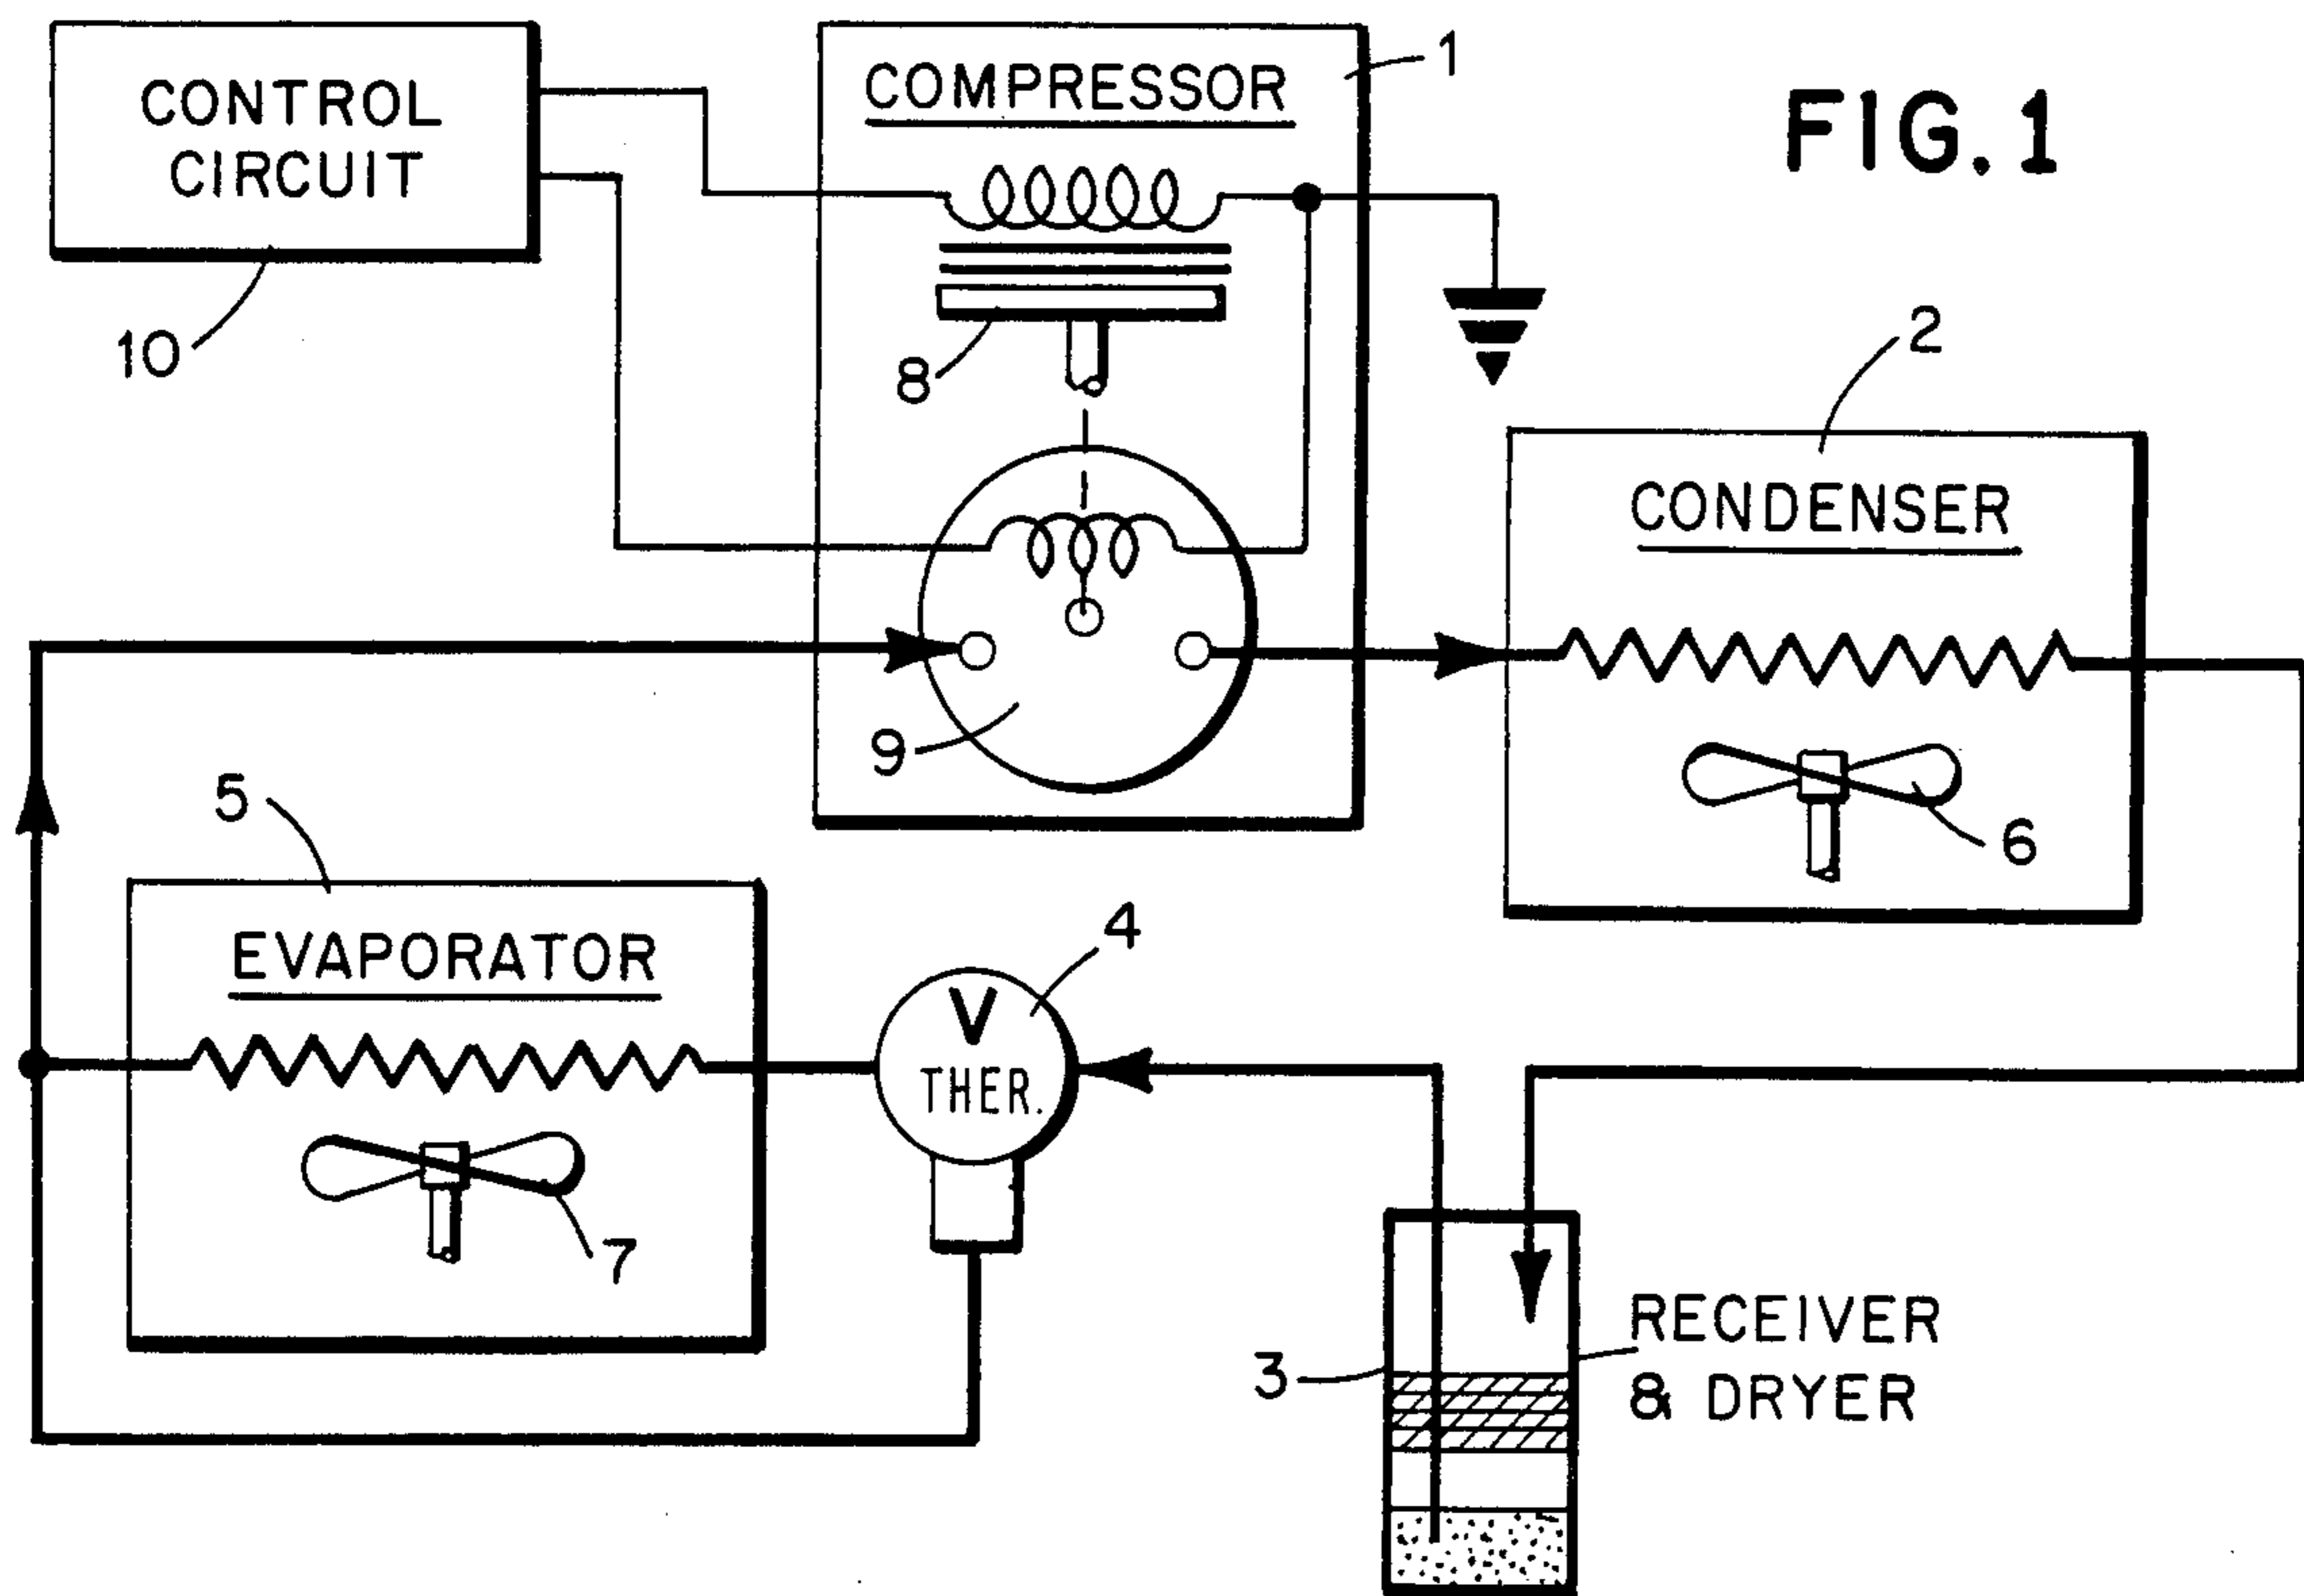 CONTROL
CIRCUIT
10
COMPRESSOR
1
FIG. 1
8
2
CONDENSER
9
6
5
EVAPORATOR
4
V
THER.
7
3
RECEIVER
& DRYER